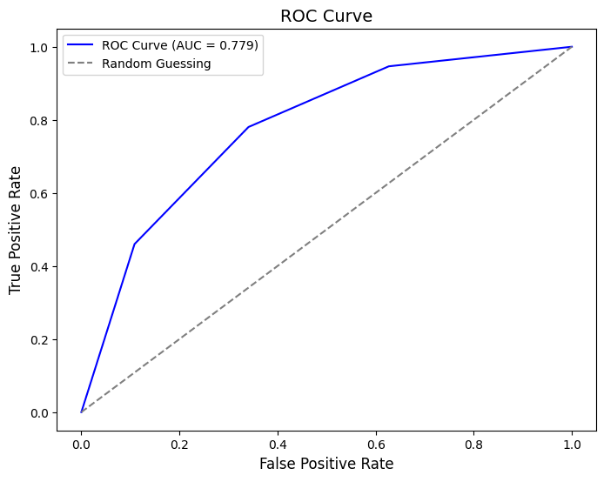 ROC Curve
ROC Curve (AUC = 0.779)
Random Guessing
1.0
0.8
0.6
0.4
0.2
0.0
True Positive Rate
0.0 0.2 0.4 0.6 0.8 1.0
False Positive Rate